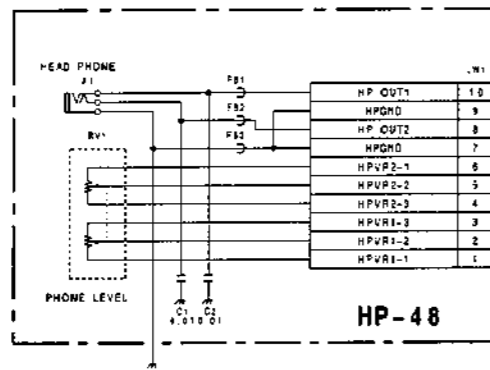 HEAD PHONE
J1
FB1
FB2
FB3
RV1
HP OUT1 10
HPGND 9
HP OUT2 8
HPGND 7
HPVR2-1 6
HPVR2-2 5
HPVR2-3 4
HPVR1-3 3
HPVR1-2 2
HPVR1-1 1
PHONE LEVEL
C1 C2
HP-48